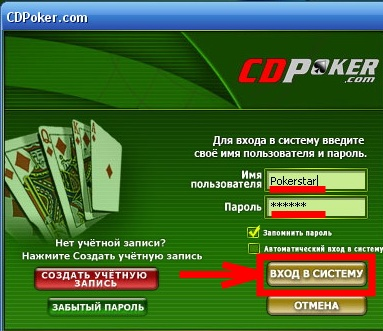 CDPoker.com
CDPOKER
.com
Для входа в систему введите
своё имя пользователя и пароль.
Имя
пользователя
Pokerstar
Пароль
******
Запомнить пароль
Автоматический вход в систему
Нет учётной записи?
Нажмите Создать учётную запись
СОЗДАТЬ УЧЁТНУЮ
ЗАПИСЬ
ВХОД В СИСТЕМУ
ЗАБЫТЫЙ ПАРОЛЬ
ОТМЕНА